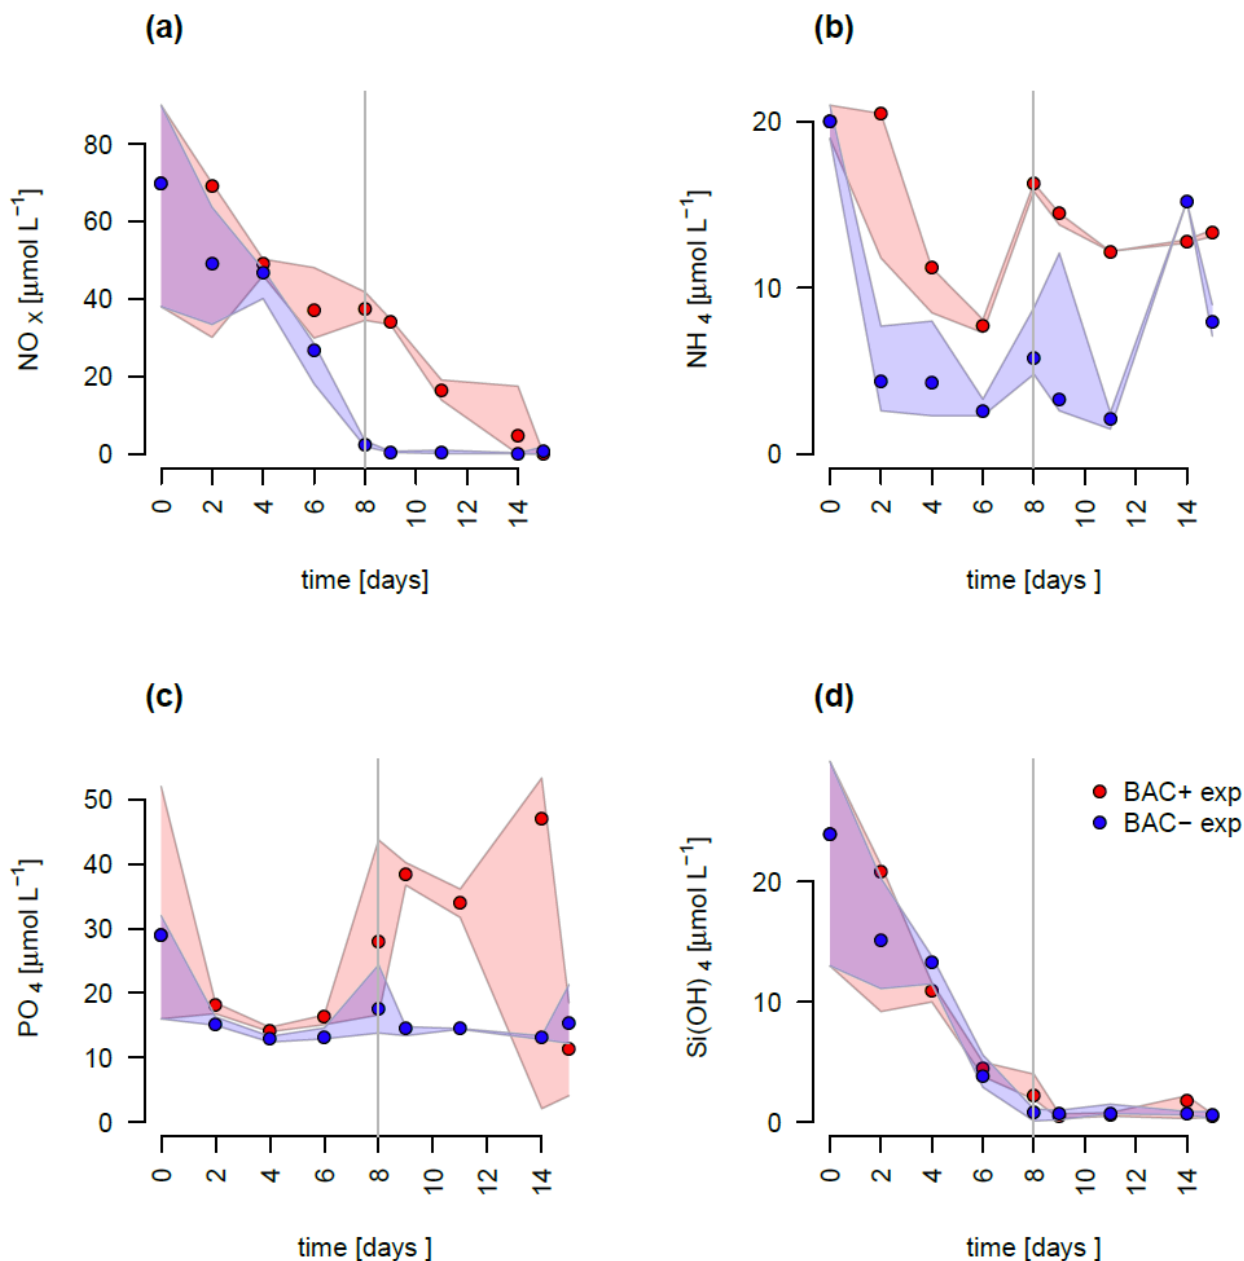 (a)
NO X [μmol L−1]
80
60
40
20
0
0 2 4 6 8 10 12 14
time [days]
(b)
NH 4 [μmol L−1]
20
10
0
0 2 4 6 8 10 12 14
time [days ]
(c)
PO 4 [μmol L−1]
50
40
30
20
10
0
0 2 4 6 8 10 12 14
time [days ]
(d)
Si(OH) 4 [μmol L−1]
20
10
0
BAC+ exp
BAC− exp
0 2 4 6 8 10 12 14
time [days ]